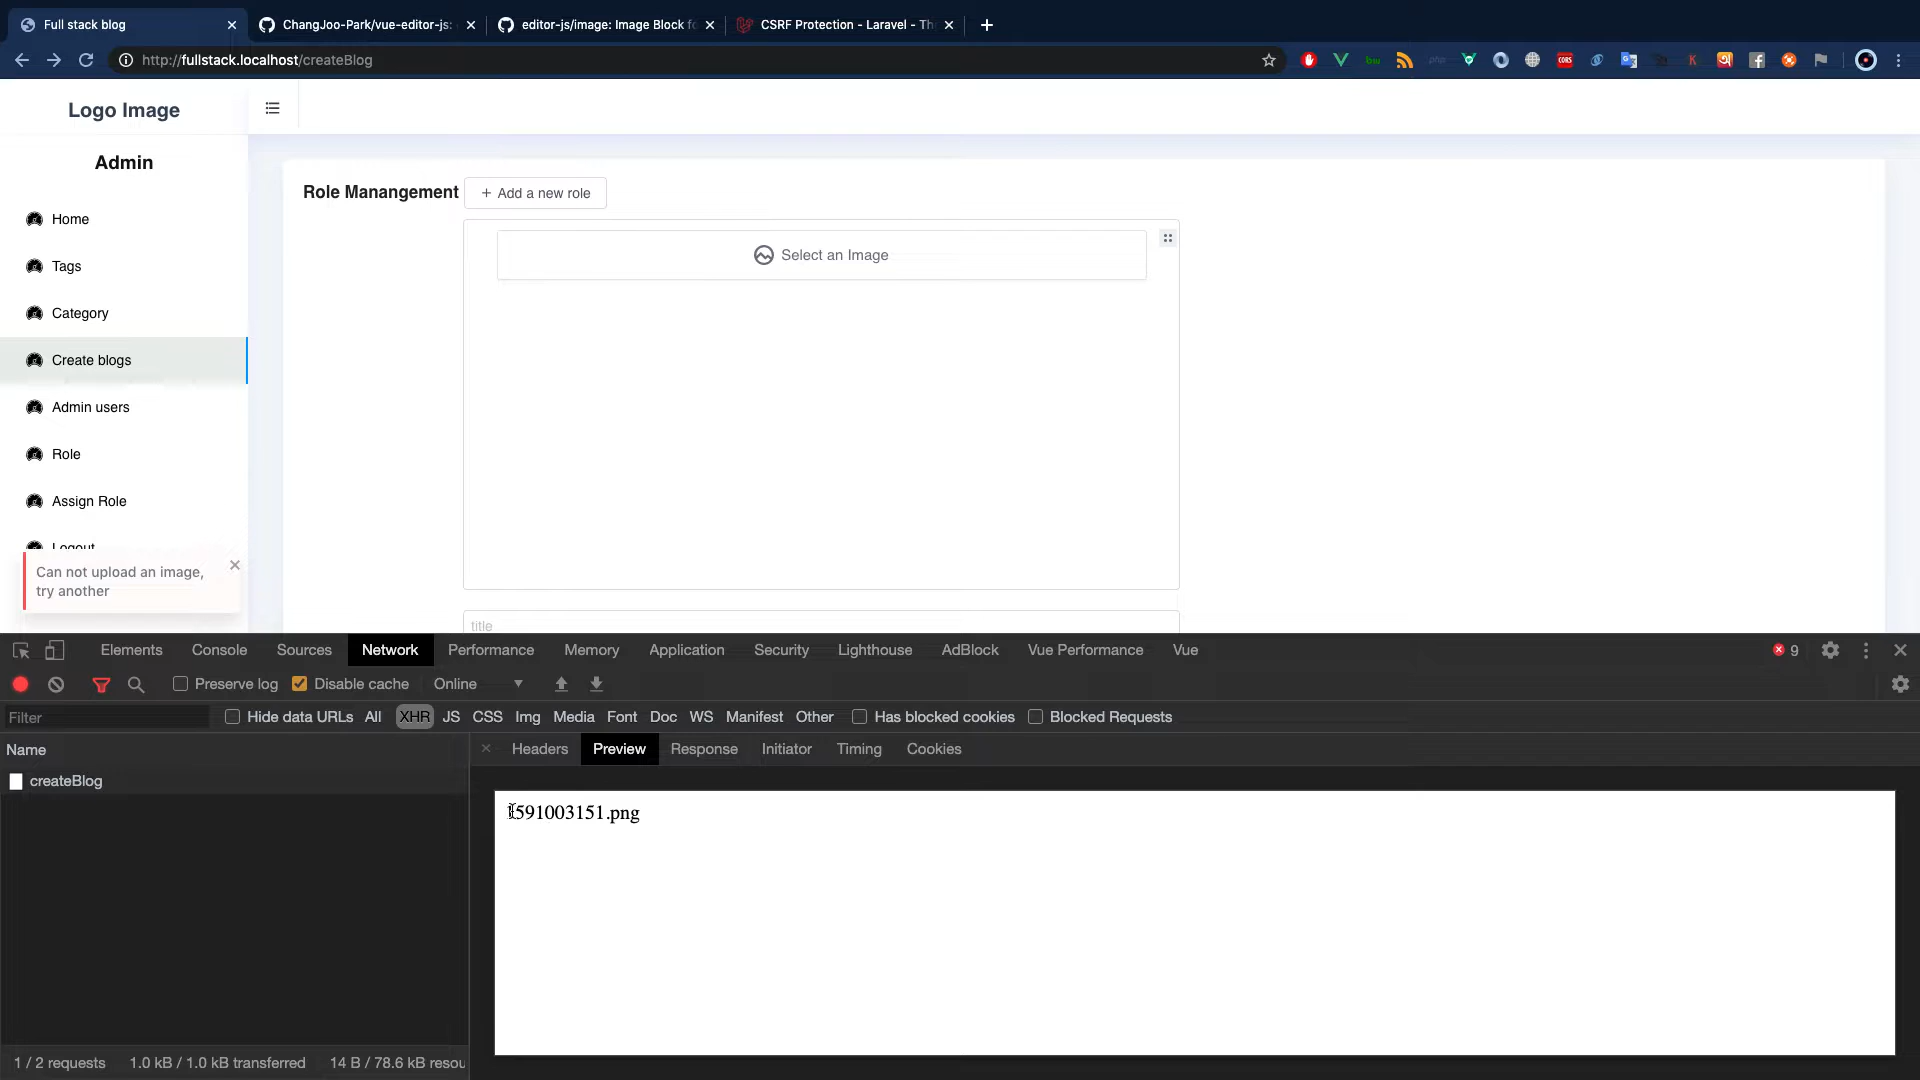 Full stack blog
ChangJoo-Park/vue-editor-js:
editor-js/image: Image Block fo
CSRF Protection - Laravel - Th
http://fullstack.localhost/createBlog
Logo Image
Admin
Role Manangement
+ Add a new role
Home
Select an Image
Tags
Category
Create blogs
Admin users
Role
Assign Role
Logout
Can not upload an image,
try another
title
Elements Console Sources Network Performance Memory Application Security Lighthouse AdBlock Vue Performance Vue 9
Preserve log Disable cache Online
Filter Hide data URLs All XHR JS CSS Img Media Font Doc WS Manifest Other Has blocked cookies Blocked Requests
Name Headers Preview Response Initiator Timing Cookies
createBlog
1591003151.png
1 / 2 requests 1.0 kB / 1.0 kB transferred 14 B / 78.6 kB resou